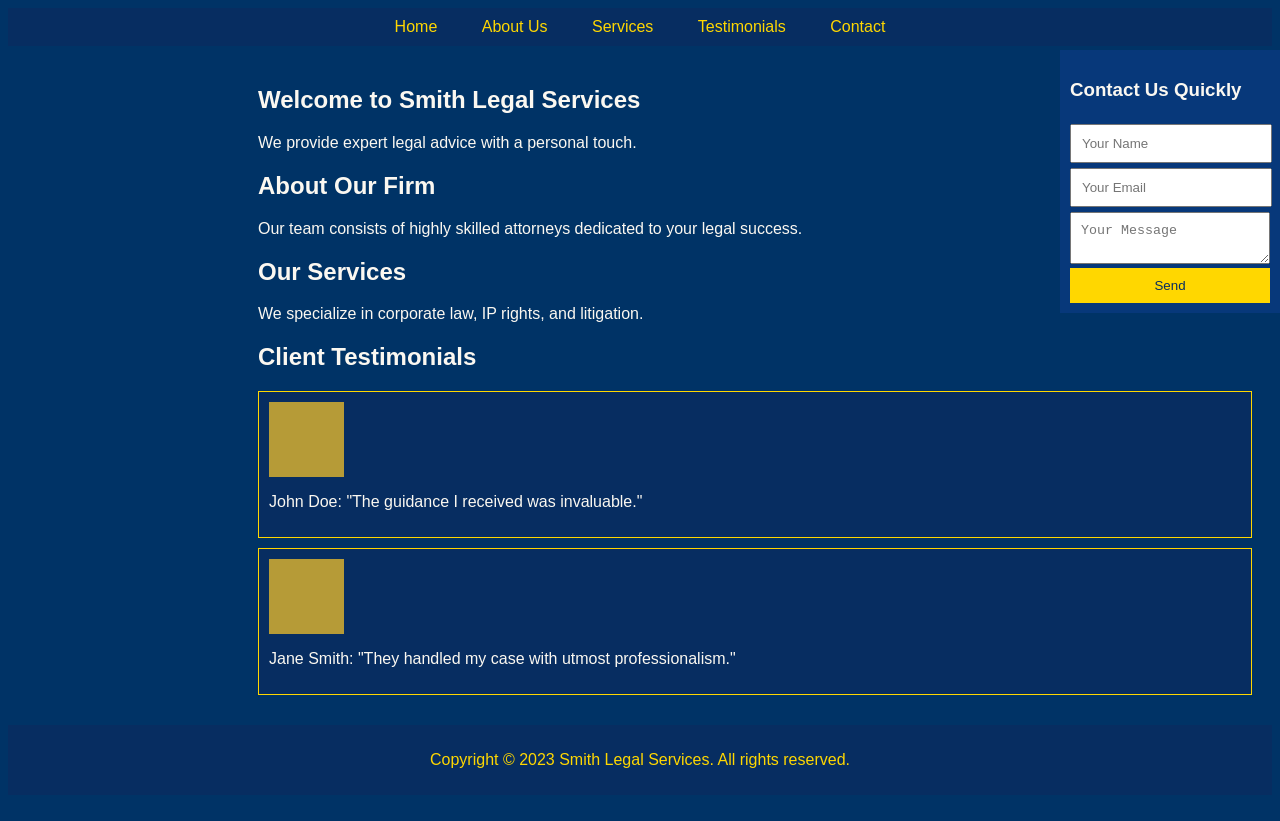 Home
About Us
Services
Testimonials
Contact
Welcome to Smith Legal Services
We provide expert legal advice with a personal touch.
About Our Firm
Our team consists of highly skilled attorneys dedicated to your legal success.
Our Services
We specialize in corporate law, IP rights, and litigation.
Client Testimonials
John Doe: "The guidance I received was invaluable."
Jane Smith: "They handled my case with utmost professionalism."
Contact Us Quickly
Your Name
Your Email
Your Message
Send
Copyright © 2023 Smith Legal Services. All rights reserved.